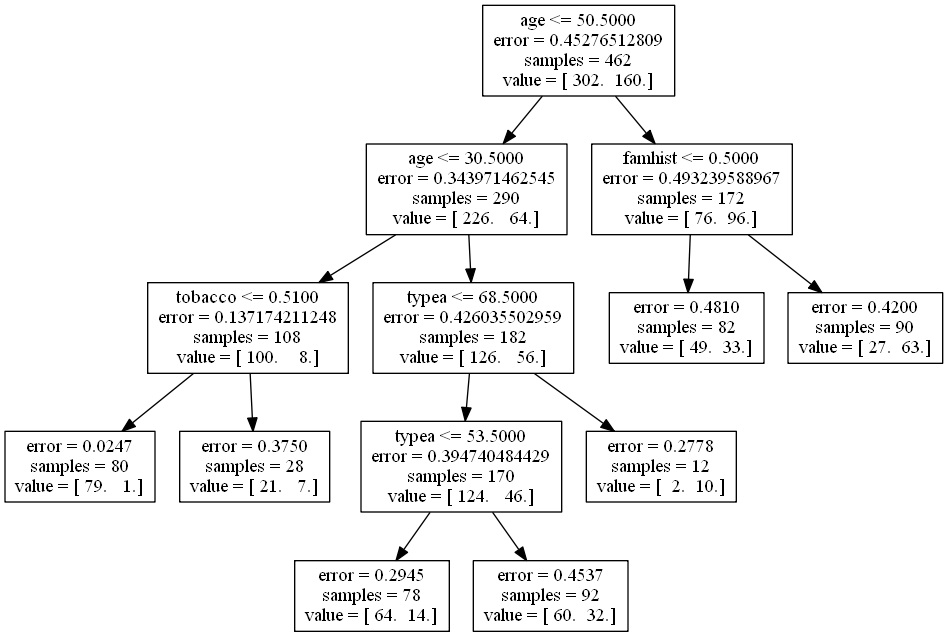 age <= 50.5000
error = 0.45276512809
samples = 462
value = [ 302.  160.]
age <= 30.5000
error = 0.343971462545
samples = 290
value = [ 226.   64.]
famhist <= 0.5000
error = 0.493239588967
samples = 172
value = [ 76.  96.]
tobacco <= 0.5100
error = 0.137174211248
samples = 108
value = [ 100.    8.]
typea <= 68.5000
error = 0.426035502959
samples = 182
value = [ 126.   56.]
error = 0.4810
samples = 82
value = [ 49.  33.]
error = 0.4200
samples = 90
value = [ 27.  63.]
error = 0.0247
samples = 80
value = [ 79.   1.]
error = 0.3750
samples = 28
value = [ 21.   7.]
typea <= 53.5000
error = 0.394740484429
samples = 170
value = [ 124.   46.]
error = 0.2778
samples = 12
value = [  2.  10.]
error = 0.2945
samples = 78
value = [ 64.  14.]
error = 0.4537
samples = 92
value = [ 60.  32.]